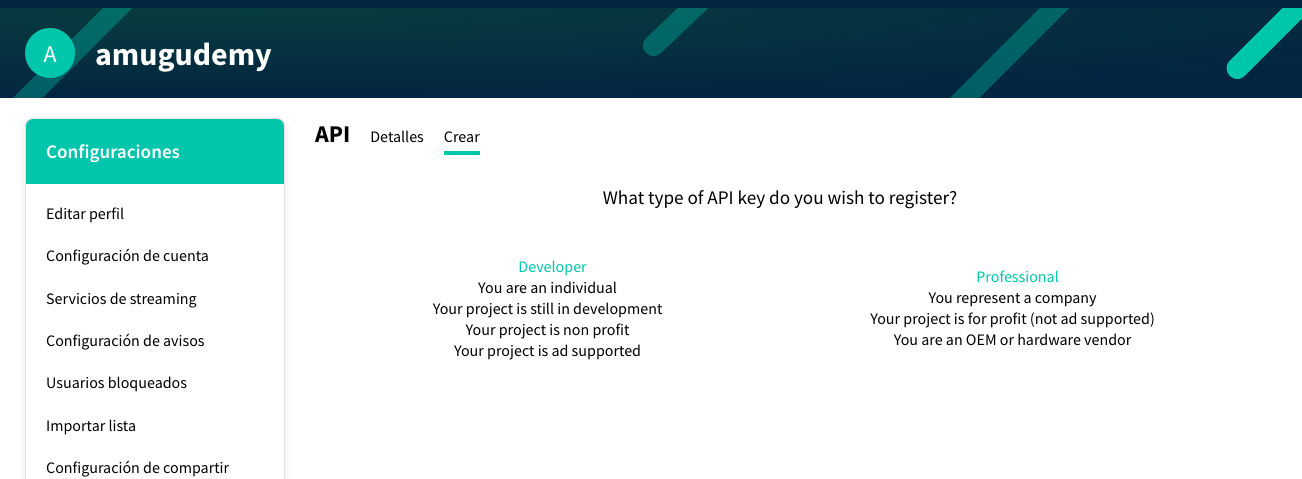 A
amugudemy
Configuraciones
Editar perfil
Configuración de cuenta
Servicios de streaming
Configuración de avisos
Usuarios bloqueados
Importar lista
Configuración de compartir
API Detalles Crear
What type of API key do you wish to register?
Developer
You are an individual
Your project is still in development
Your project is non profit
Your project is ad supported
Professional
You represent a company
Your project is for profit (not ad supported)
You are an OEM or hardware vendor